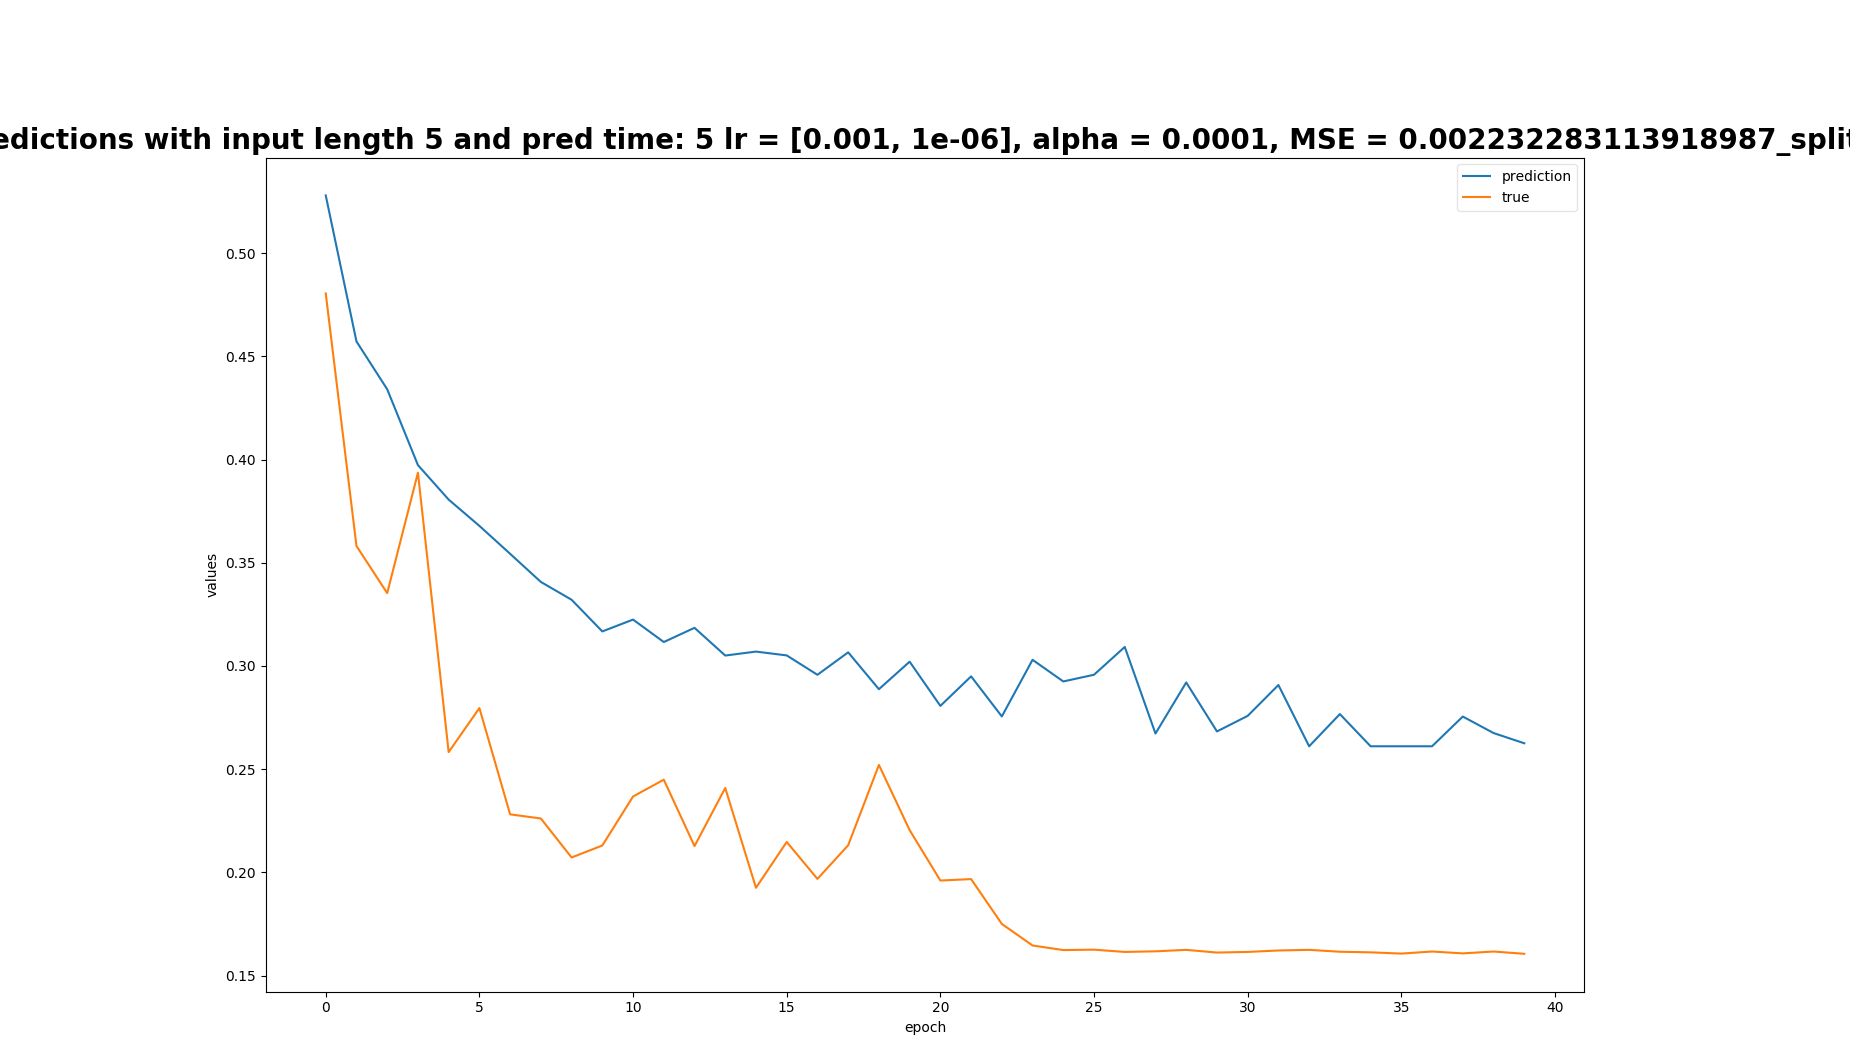 edictions with input length 5 and pred time: 5 lr = [0.001, 1e-06], alpha = 0.0001, MSE = 0.002232283113918987_split
prediction
true
0.50
0.45
0.40
0.35
0.30
0.25
0.20
0.15
values
0 5 10 15 20 25 30 35 40
epoch